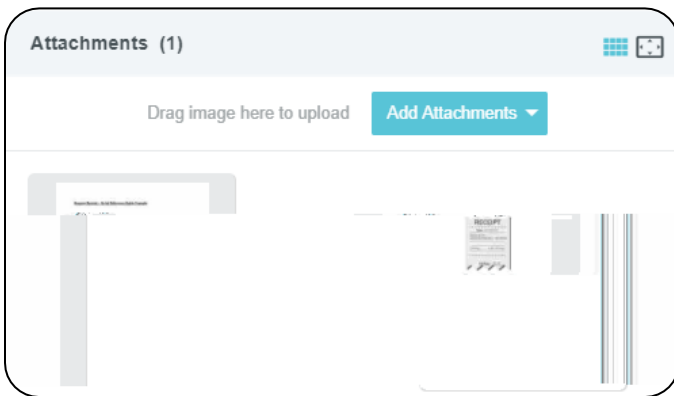 Attachments (1)
Drag image here to upload
Add Attachments
RECEIPT